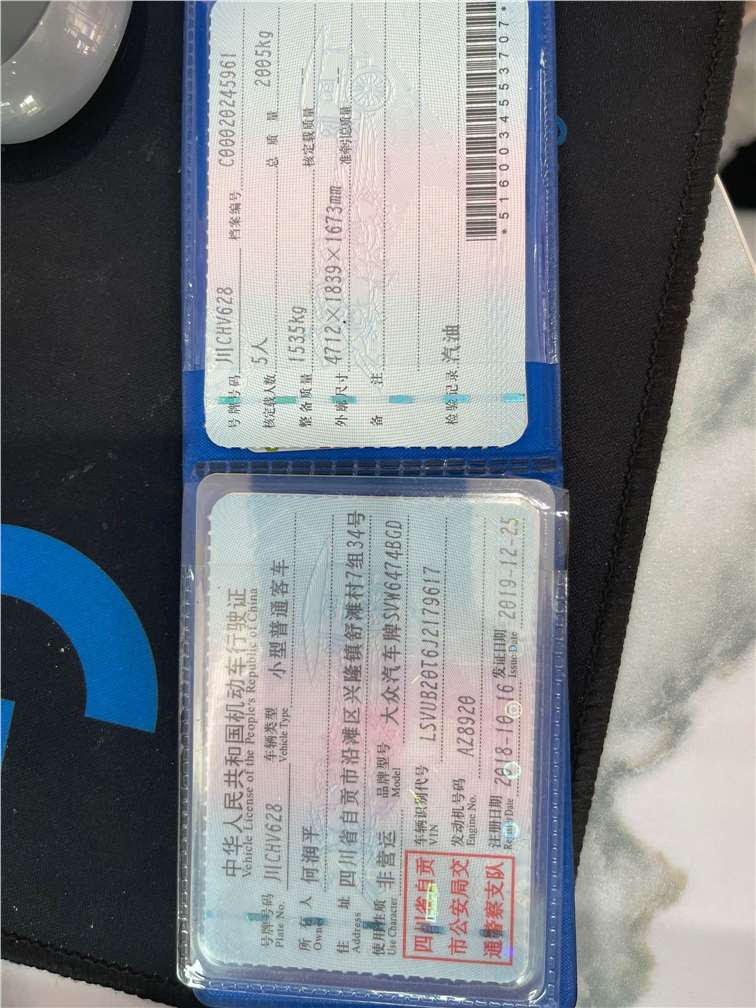 中华人民共和国机动车行驶证
Vehicle License of the People's Republic of China
号牌号码 川CHV628 车辆类型 小型普通客车
Plate No. Vehicle Type
所有人 何润平
Owner
住址 四川省自贡市沿滩区兴隆镇舒滩村7组34号
Address
使用性质 非营运 品牌型号 大众汽车牌SVW6474BGD
Use Character Model
四川省自贡
市公安局交
通警察支队
车辆识别代号 LSVUB20T6J2179617
VIN
发动机号码 AZ8920
Engine No.
注册日期 2018-10-16 发证日期 2019-12-25
Register Date Issue Date
号牌号码 川CHV628 档案编号 C00020245961
核定载人数 5人 总质量 2005kg
整备质量 1535kg 核定载质量
外廓尺寸 4712×1839×1673mm 准牵引总质量
备注
检验记录 汽油
*5160034553707*